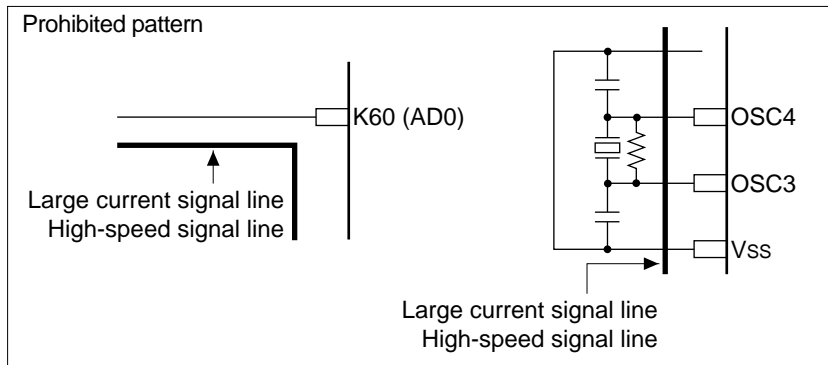 Prohibited pattern
K60 (AD0)
Large current signal line
High-speed signal line
OSC4
OSC3
VSS
Large current signal line
High-speed signal line